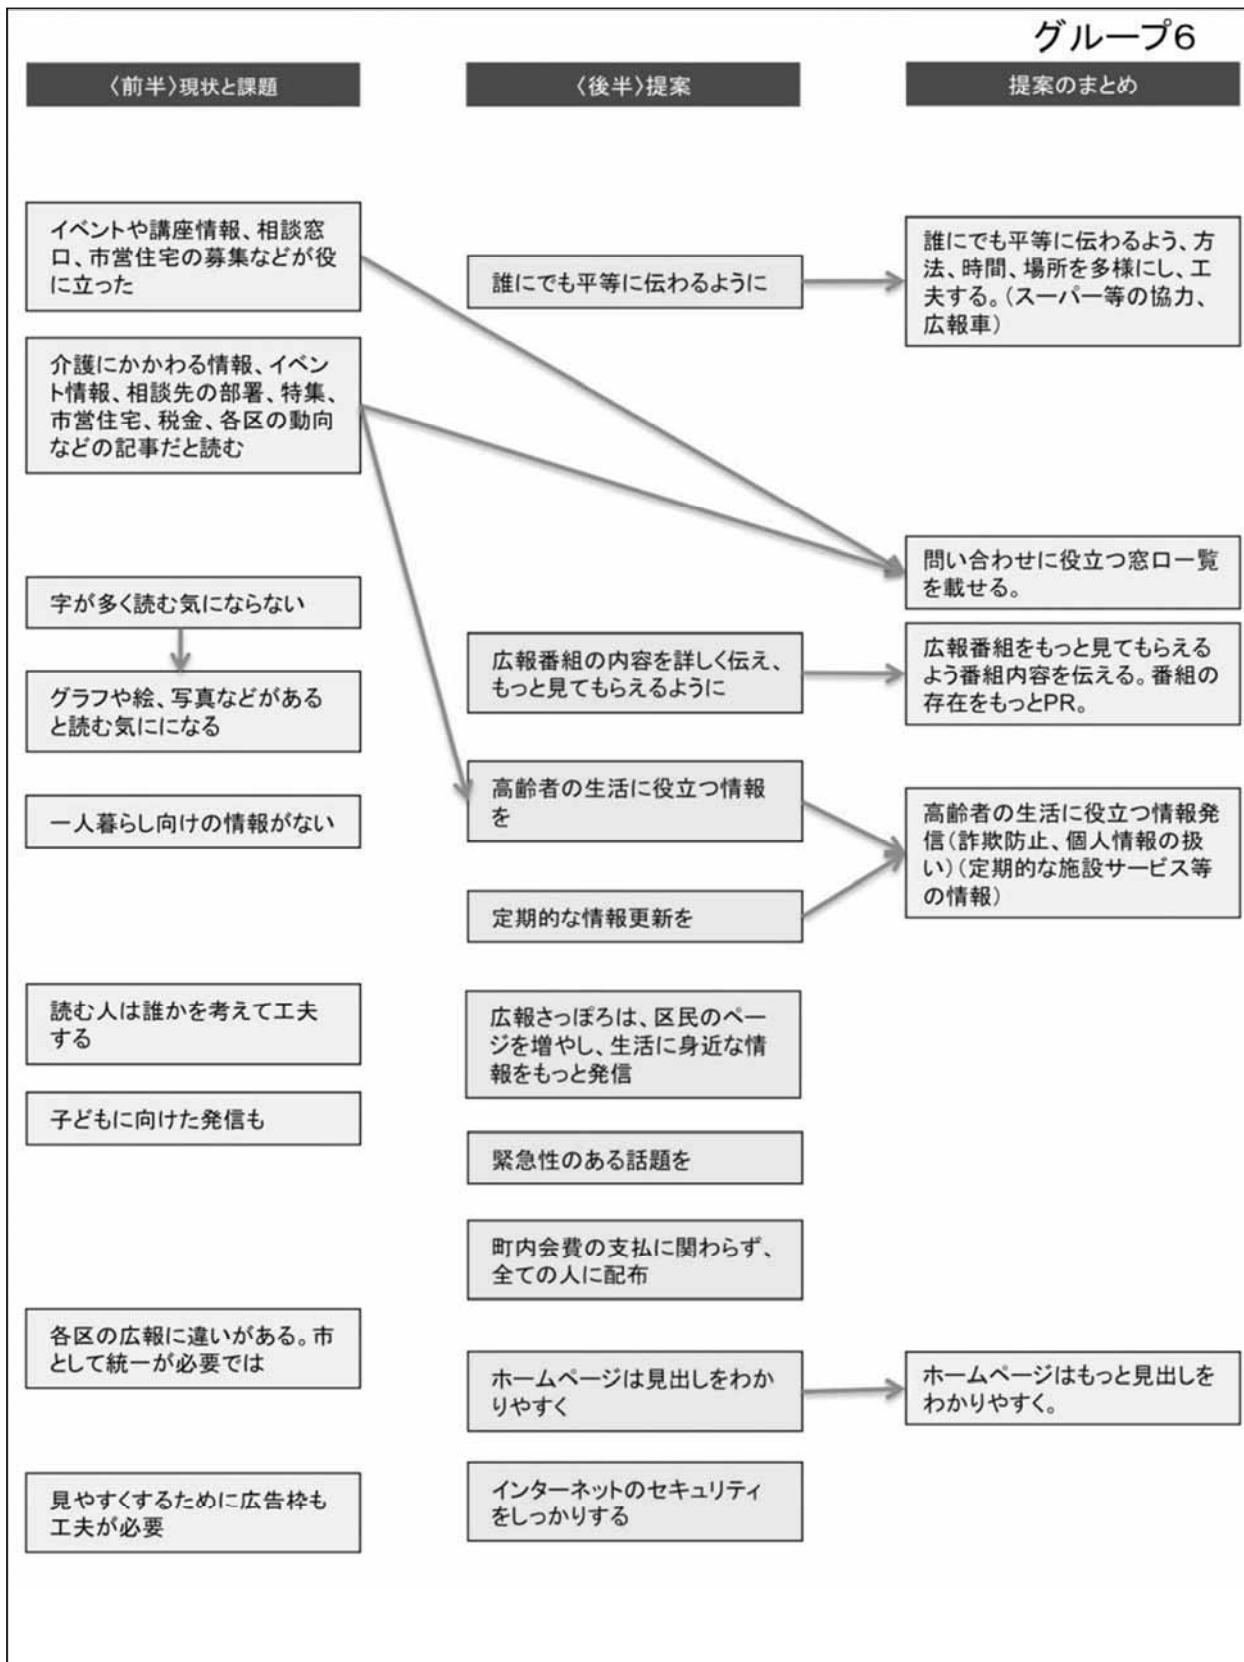 グループ6
〈前半〉現状と課題
イベントや講座情報、相談窓
口、市営住宅の募集などが役
に立った
介護にかかわる情報、イベン
ト情報、相談先の部署、特集、
市営住宅、税金、各区の動向
などの記事だと読む
字が多く読む気にならない
グラフや絵、写真などがある
と読む気にになる
一人暮らし向けの情報がない
読む人は誰かを考えて工夫
する
子どもに向けた発信も
各区の広報に違いがある。市
として統一が必要では
見やすくするために広告枠も
工夫が必要
〈後半〉提案
誰にでも平等に伝わるように
広報番組の内容を詳しく伝え、
もっと見てもらえるように
高齢者の生活に役立つ情報
を
定期的な情報更新を
広報さっぽろは、区民のペー
ジを増やし、生活に身近な情
報をもっと発信
緊急性のある話題を
町内会費の支払に関わらず、
全ての人に配布
ホームページは見出しをわか
りやすく
インターネットのセキュリティ
をしっかりする
提案のまとめ
誰にでも平等に伝わるよう、方
法、時間、場所を多様にし、工
夫する。(スーパー等の協力、
広報車)
問い合わせに役立つ窓口一覧
を載せる。
広報番組をもっと見てもらえる
よう番組内容を伝える。番組の
存在をもっとPR。
高齢者の生活に役立つ情報発
信(詐欺防止、個人情報の扱
い)(定期的な施設サービス等
の情報)
ホームページはもっと見出しを
わかりやすく。